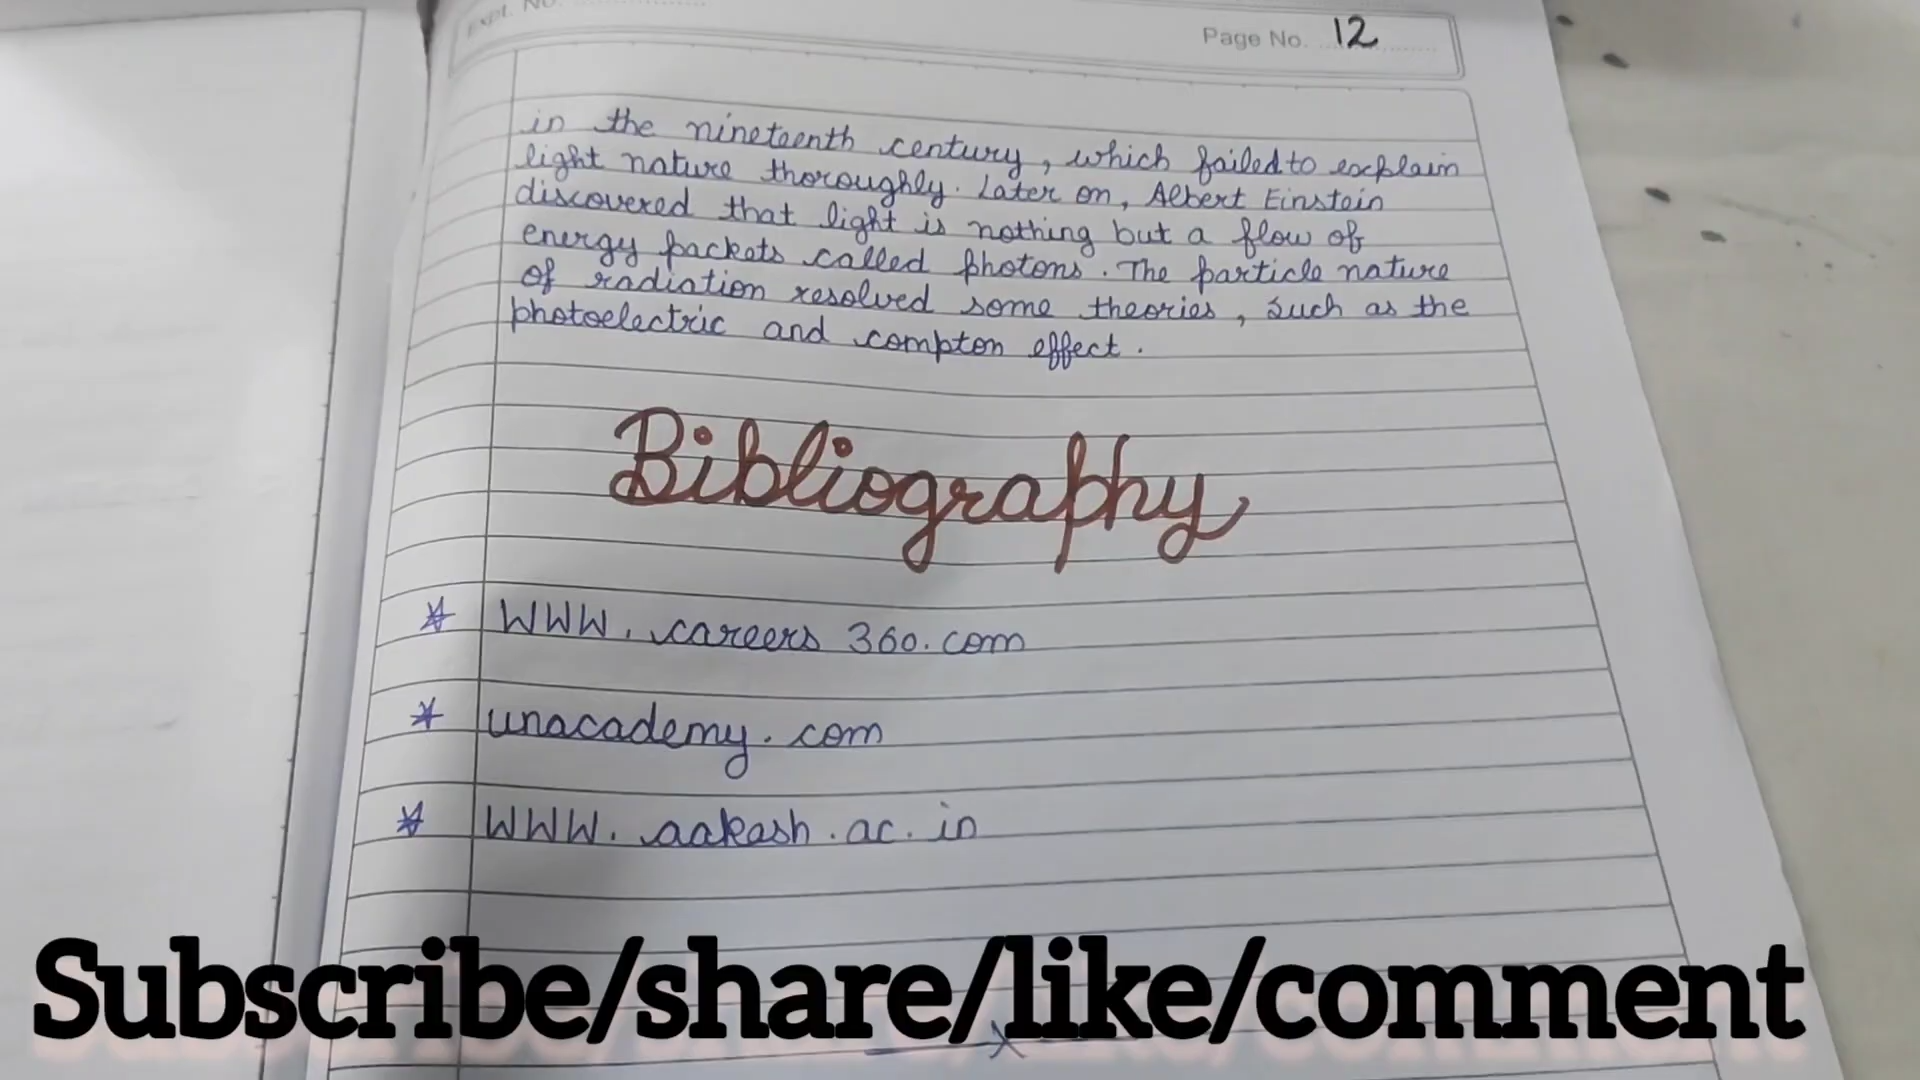 Expt. No.
Page No. 12
in the nineteenth century, which failed to explain
light nature thoroughly. Later on, Albert Einstein
discovered that light is nothing but a flow of
energy packets called photons. The particle nature
of radiation resolved some theories, such as the
photoelectric and compton effect.
Bibliography
* WWW. careers 360. com
* unacademy. com
* WWW. aakash. ac. in
Subscribe/share/like/comment